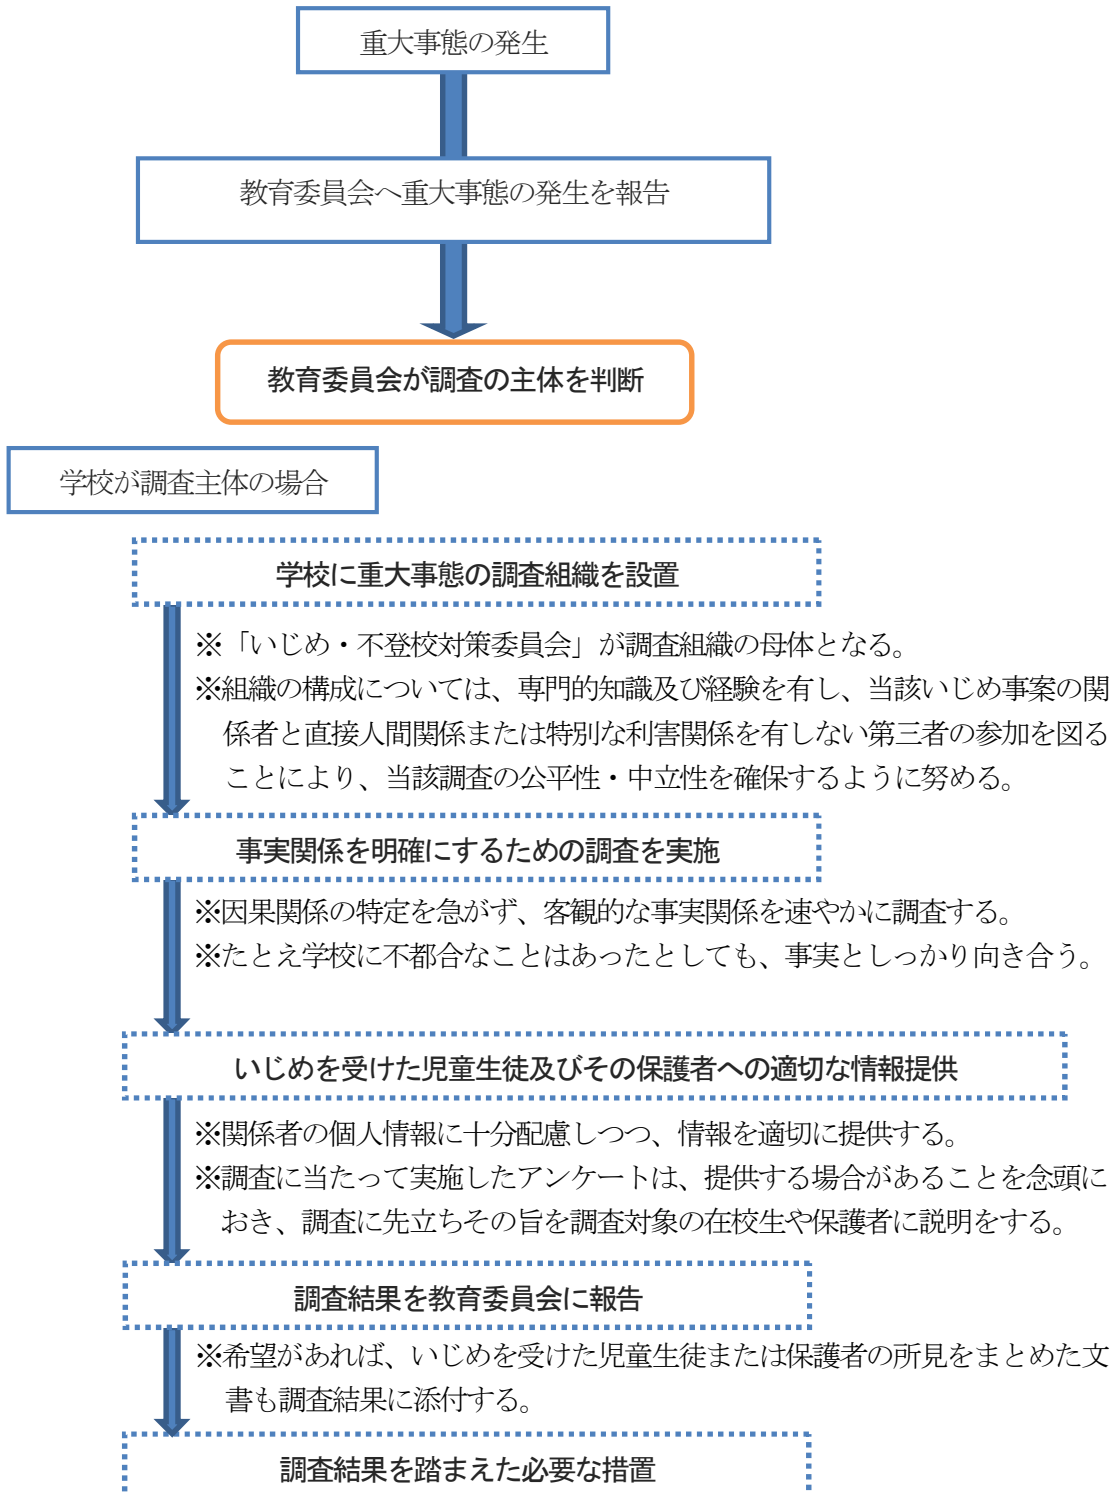 重大事態の発生
教育委員会へ重大事態の発生を報告
教育委員会が調査の主体を判断
学校が調査主体の場合
学校に重大事態の調査組織を設置
※「いじめ・不登校対策委員会」が調査組織の母体となる。
※組織の構成については、専門的知識及び経験を有し、当該いじめ事案の関
係者と直接人間関係または特別な利害関係を有しない第三者の参加を図る
ことにより、当該調査の公平性・中立性を確保するように努める。
事実関係を明確にするための調査を実施
※因果関係の特定を急がず、客観的な事実関係を速やかに調査する。
※たとえ学校に不都合なことはあったとしても、事実としっかり向き合う。
いじめを受けた児童生徒及びその保護者への適切な情報提供
※関係者の個人情報に十分配慮しつつ、情報を適切に提供する。
※調査に当たって実施したアンケートは、提供する場合があることを念頭に
おき、調査に先立ちその旨を調査対象の在校生や保護者に説明をする。
調査結果を教育委員会に報告
※希望があれば、いじめを受けた児童生徒または保護者の所見をまとめた文
書も調査結果に添付する。
調査結果を踏まえた必要な措置